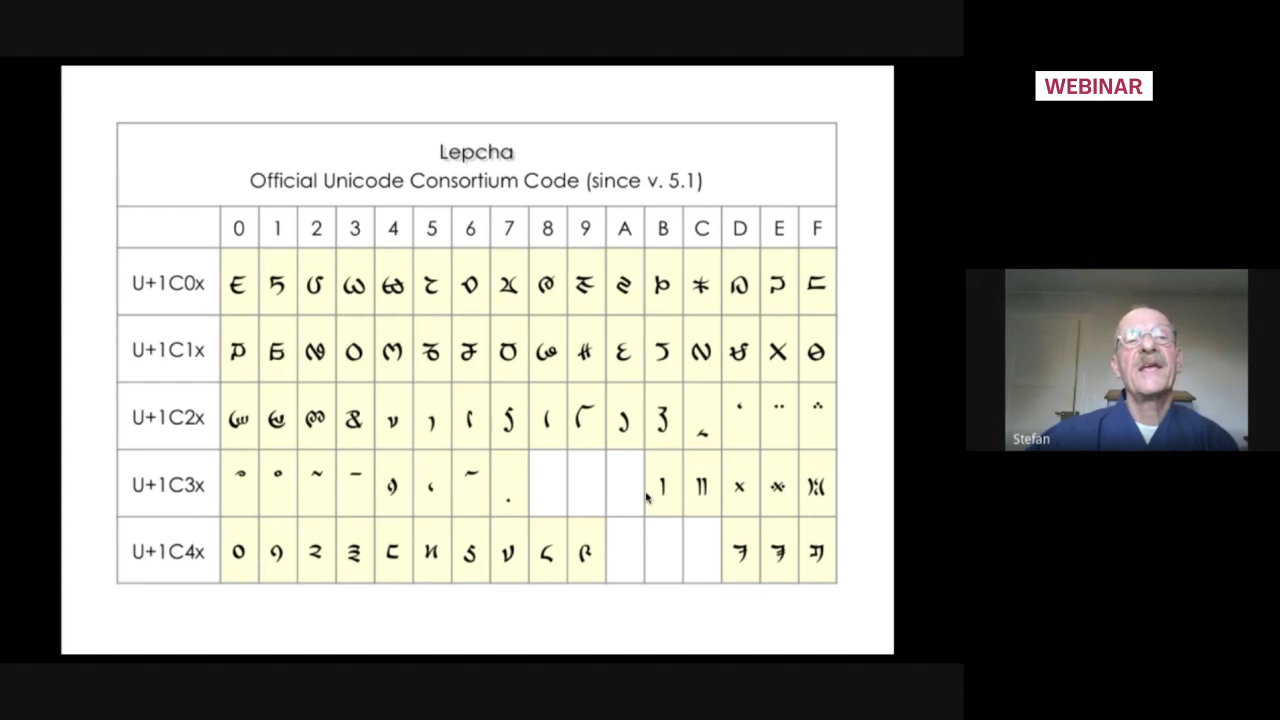 WEBINAR
Lepcha
Official Unicode Consortium Code (since v. 5.1)
0 1 2 3 4 5 6 7 8 9 A B C D E F
U+1C0x ᰀ ᰁ ᰂ ᰃ ᰄ ᰅ ᰆ ᰇ ᰈ ᰉ ᰊ ᰋ ᰌ ᰍ ᰎ ᰏ
U+1C1x ᰐ ᰑ ᰒ ᰓ ᰔ ᰕ ᰖ ᰗ ᰘ ᰙ ᰚ ᰛ ᰜ ᰝ ᰞ ᰟ
U+1C2x ᰠ ᰡ ᰢ ᰣ ᰤ ᰥ ᰦ ᰧ ᰨ ᰩ ᰪ ᰫ ᰬ ᰭ ᰮ ᰯ
U+1C3x ᰰ ᰱ ᰲ ᰳ ᰴ ᰵ ᰶ ᰷ ᰻ ᰼ ᰽ ᰾ ᰿
U+1C4x ᱀ ᱁ ᱂ ᱃ ᱄ ᱅ ᱆ ᱇ ᱈ ᱉ ᱍ ᱎ ᱏ
Stefan